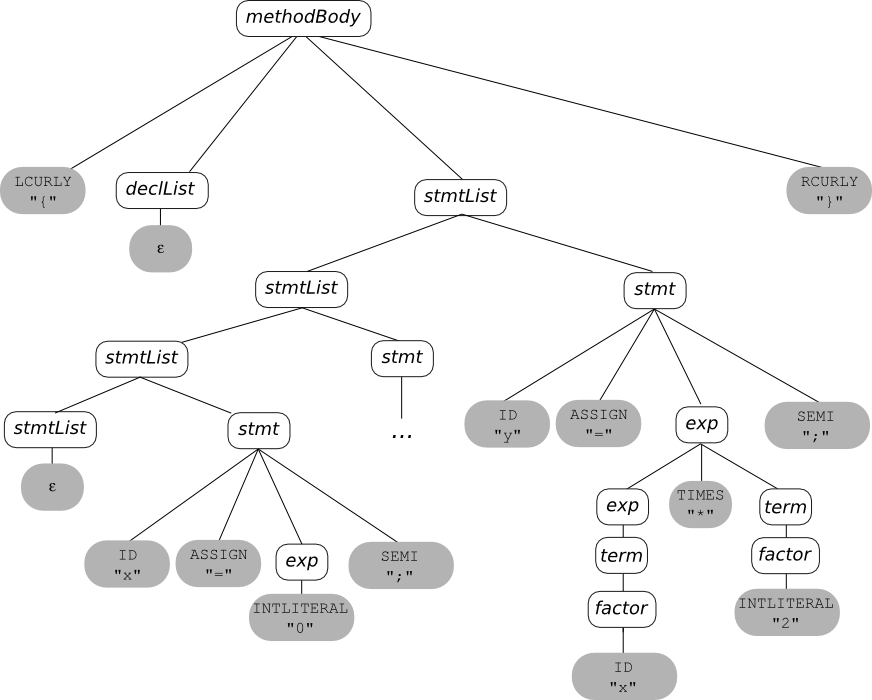 methodBody
LCURLY
"{"
declList
stmtList
RCURLY
"}"
ε
stmtList
stmt
stmtList
stmt
stmtList
stmt
...
ID
"y"
ASSIGN
"="
exp
SEMI
";"
ε
exp
TIMES
"*"
term
ID
"x"
ASSIGN
"="
exp
SEMI
";"
term
factor
INTLITERAL
"0"
factor
INTLITERAL
"2"
ID
"x"